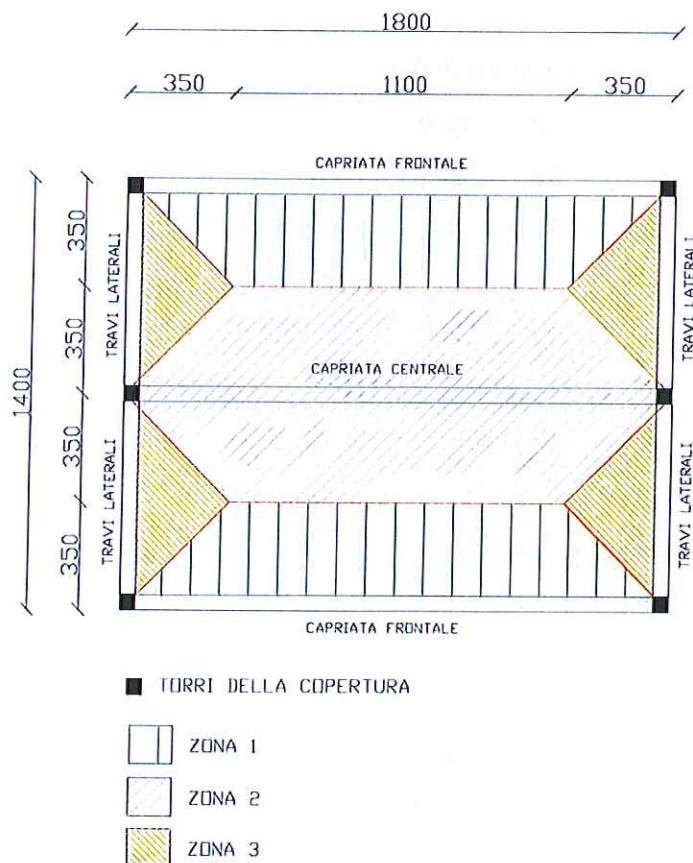 1800
350 1100 350
CAPRIATA FRONTALE
350
TRAVI LATERALI
TRAVI LATERALI
350
1400
CAPRIATA CENTRALE
350
TRAVI LATERALI
TRAVI LATERALI
350
CAPRIATA FRONTALE
TORRI DELLA COPERTURA
ZONA 1
ZONA 2
ZONA 3